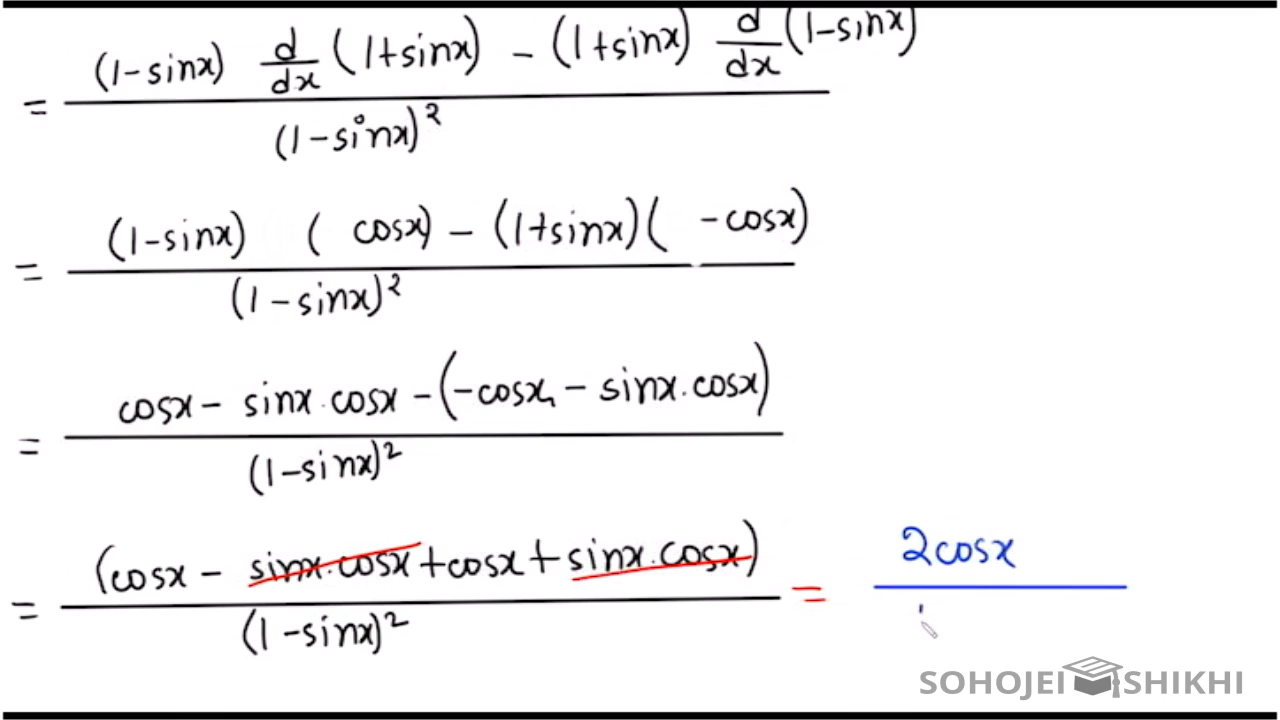 = (1-sinx) d/dx (1+sinx) - (1+sinx) d/dx (1-sinx)
(1-sinx)²
= (1-sinx) ( cosx) - (1+sinx)( -cosx)
(1-sinx)²
= cosx - sinx.cosx -(-cosx - sinx.cosx)
(1-sinx)²
= (cosx - sinx.cosx + cosx + sinx.cosx) = 2cosx
(1-sinx)²
SOHOJEI SHIKHI